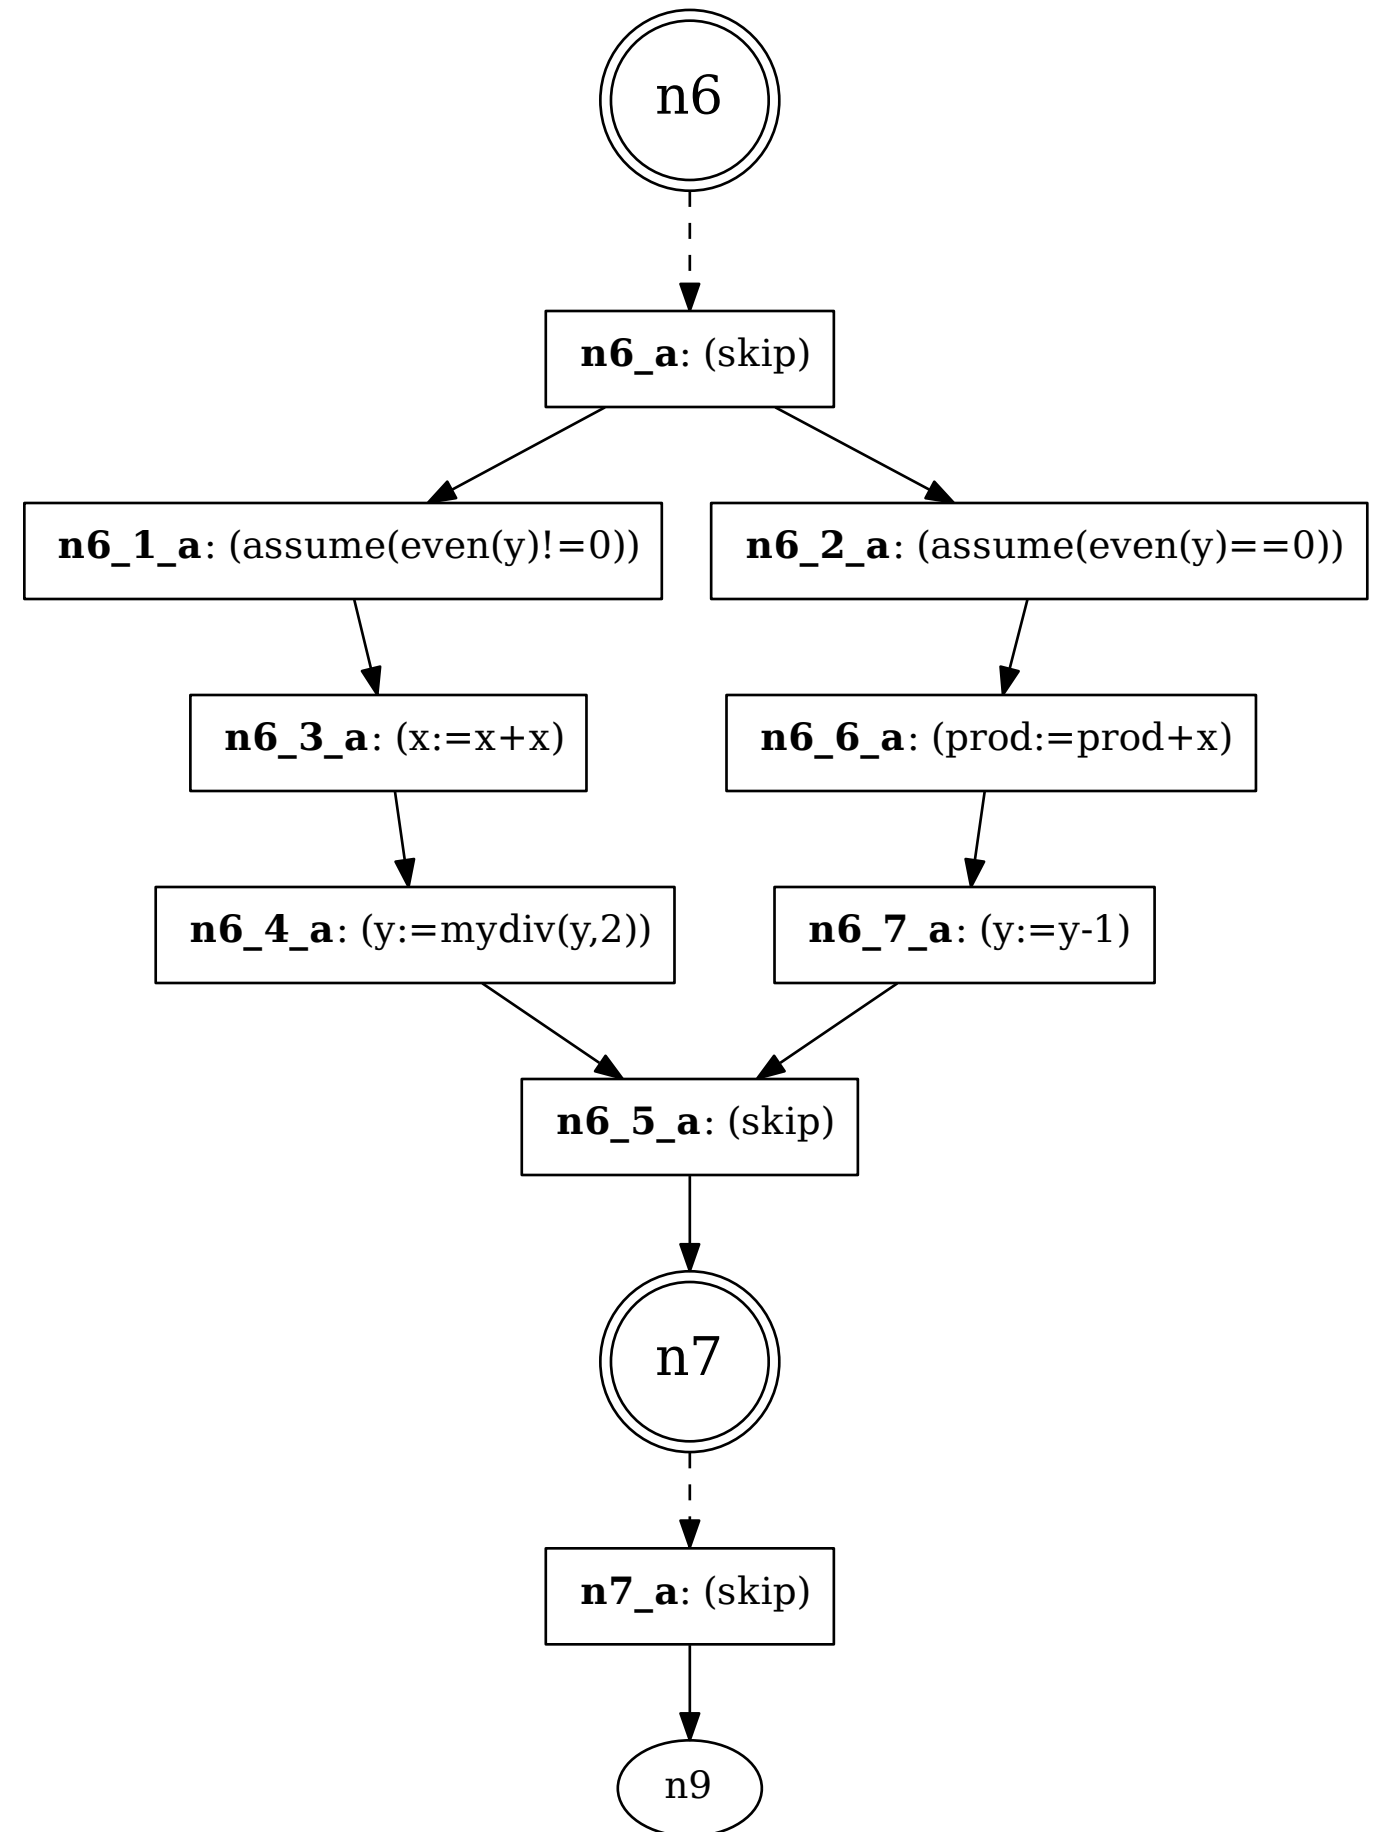 n6
n6_a: (skip)
n6_1_a: (assume(even(y)!=0))
n6_2_a: (assume(even(y)==0))
n6_3_a: (x:=x+x)
n6_6_a: (prod:=prod+x)
n6_4_a: (y:=mydiv(y,2))
n6_7_a: (y:=y-1)
n6_5_a: (skip)
n7
n7_a: (skip)
n9